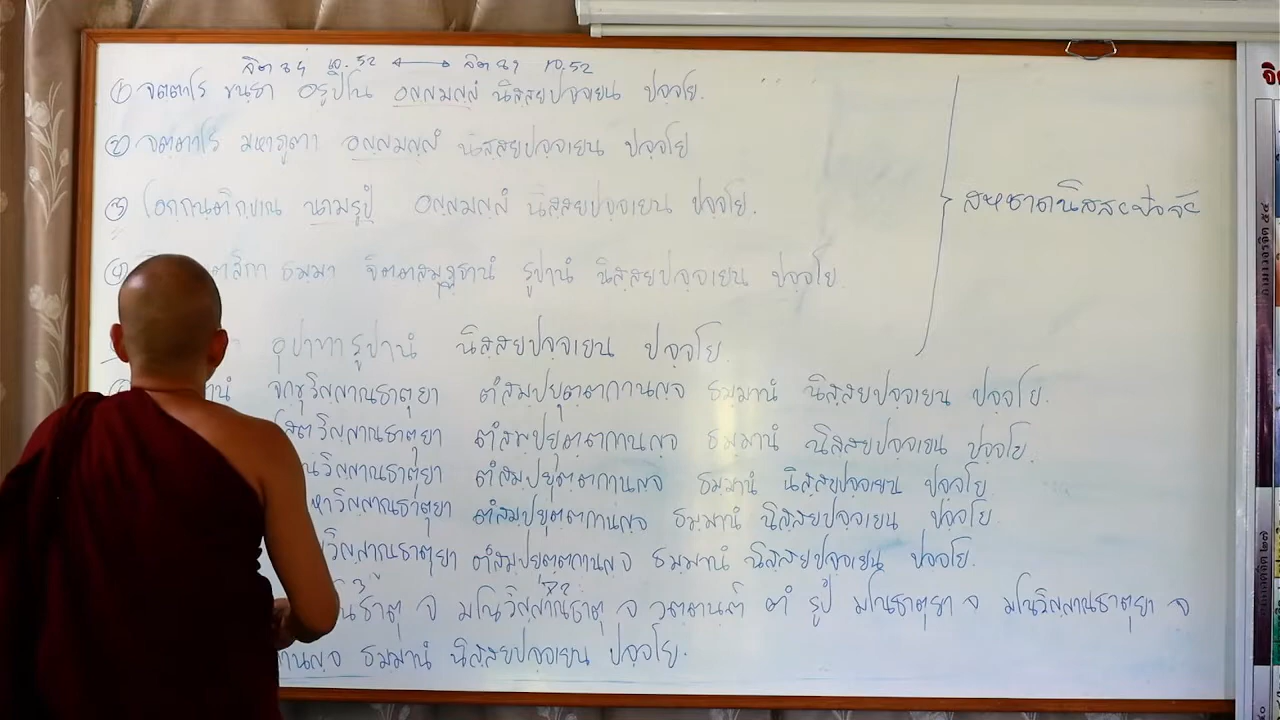 จิต ๘๙ ๑๐.52 ⟷ จิต ๘๙ ๑๐.52
① จตฺตาโร ขนฺธา อรูปิโน อญฺญมญฺญํ นิสฺสยปจฺจเยน ปจฺจโย.
② จตฺตาโร มหาภูตา อญฺญมญฺญํ นิสฺสยปจฺจเยน ปจฺจโย
③ โอกฺกนฺติกฺขเณ นามรูปํ อญฺญมญฺญํ นิสฺสยปจฺจเยน ปจฺจโย.
สหชาตนิสสยปัจจัย
ตสิกา ธมฺมา จิตฺตสมุฏฺฐานํ รูปานํ นิสฺสยปจฺจเยน ปจฺจโย.
อุปาทารูปานํ นิสฺสยปจฺจเยน ปจฺจโย.
จกฺขุวิญฺญาณธาตุยา ตํสมฺปยุตฺตกานญฺจ ธมฺมานํ นิสฺสยปจฺจเยน ปจฺจโย.
โสตวิญฺญาณธาตุยา ตํสมฺปยุตฺตกานญฺจ ธมฺมานํ นิสฺสยปจฺจเยน ปจฺจโย.
นวิญฺญาณธาตุยา ตํสมฺปยุตฺตกานญฺจ ธมฺมานํ นิสฺสยปจฺจเยน ปจฺจโย.
หาวิญฺญาณธาตุยา ตํสมฺปยุตฺตกานญฺจ ธมฺมานํ นิสฺสยปจฺจเยน ปจฺจโย.
วิญฺญาณธาตุยา ตํสมฺปยุตฺตกานญฺจ ธมฺมานํ นิสฺสยปจฺจเยน ปจฺจโย.
โนธาตุ จ มโนวิญฺญาณธาตุ จ วตฺตนฺติ ตํ รูปํ มโนธาตุยา จ มโนวิญฺญาณธาตุยา จ
กานญฺจ ธมฺมานํ นิสฺสยปจฺจเยน ปจฺจโย.